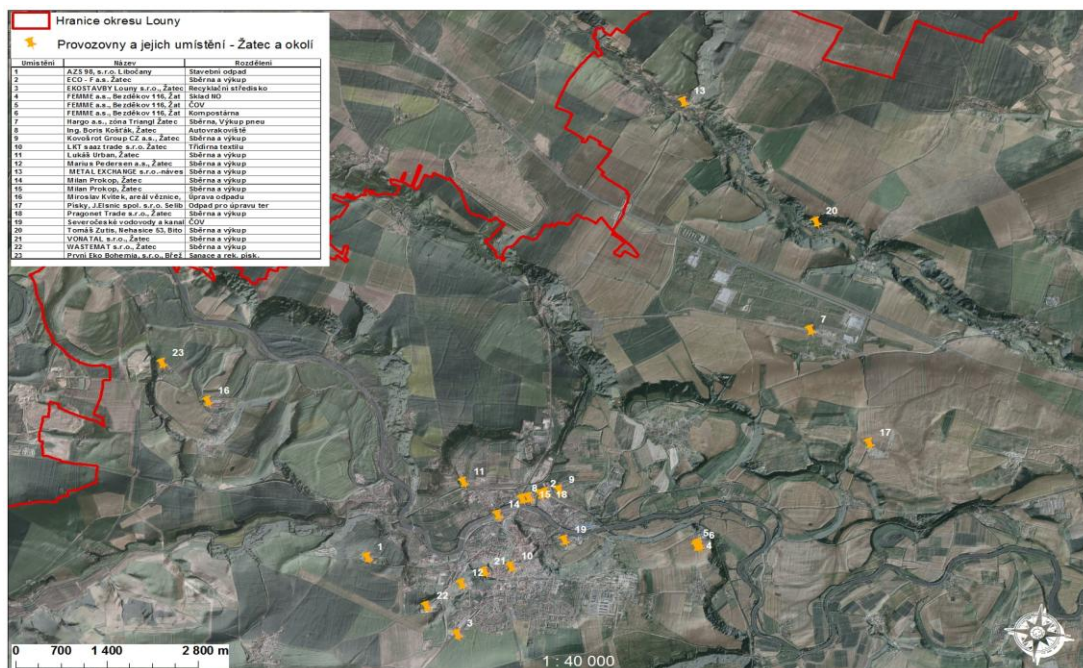 Hranice okresu Louny
Provozovny a jejich umístění - Žatec a okolí
Umístění Název Rozdělení
1 AZS 98, s.r.o. Libočany Stavební odpad
2 ECO - F a.s. Žatec Sběrna a výkup
3 EKOSTAVBY Louny s.r.o., Žatec Recyklační středisko
4 FEMME a.s., Bezděkov 116, Žat Sklad NO
5 FEMME a.s., Bezděkov 116, Žat ČOV
6 FEMME a.s., Bezděkov 116, Žat Kompostárna
7 Hargo a.s., zóna Triangl Žatec Sběrna, Výkup pneu
8 Ing. Boris Košťák, Žatec Autovrakoviště
9 Kovošrot Group CZ a.s., Žatec Sběrna a výkup
10 LKT saaz trade s.r.o. Žatec Třídírna textilu
11 Lukáš Urban, Žatec Sběrna a výkup
12 Marius Pedersen a.s., Žatec Sběrna a výkup
13 METAL EXCHANGE s.r.o.-náves Sběrna a výkup
14 Milan Prokop, Žatec Sběrna a výkup
15 Milan Prokop, Žatec Sběrna a výkup
16 Miroslav Kvítek, areál věznice, Úprava odpadu
17 Písky, J.Elsnic spol. s r.o. Selib Odpad pro úpravu ter
18 Pragonet Trade s.r.o., Žatec Sběrna a výkup
19 Severočeské vodovody a kanal ČOV
20 Tomáš Zutis, Nehasice 53, Bito Sběrna a výkup
21 VONATAL s.r.o., Žatec Sběrna a výkup
22 WASTEMAT s.r.o., Žatec Sběrna a výkup
23 První Eko Bohemia, s.r.o., Břež Sanace a rek. písk.
13
20
7
23
16
17
11
8
2
9
15
18
14
19
5
6
4
1
10
21
12
22
3
0 700 1 400 2 800 m
1 : 40 000